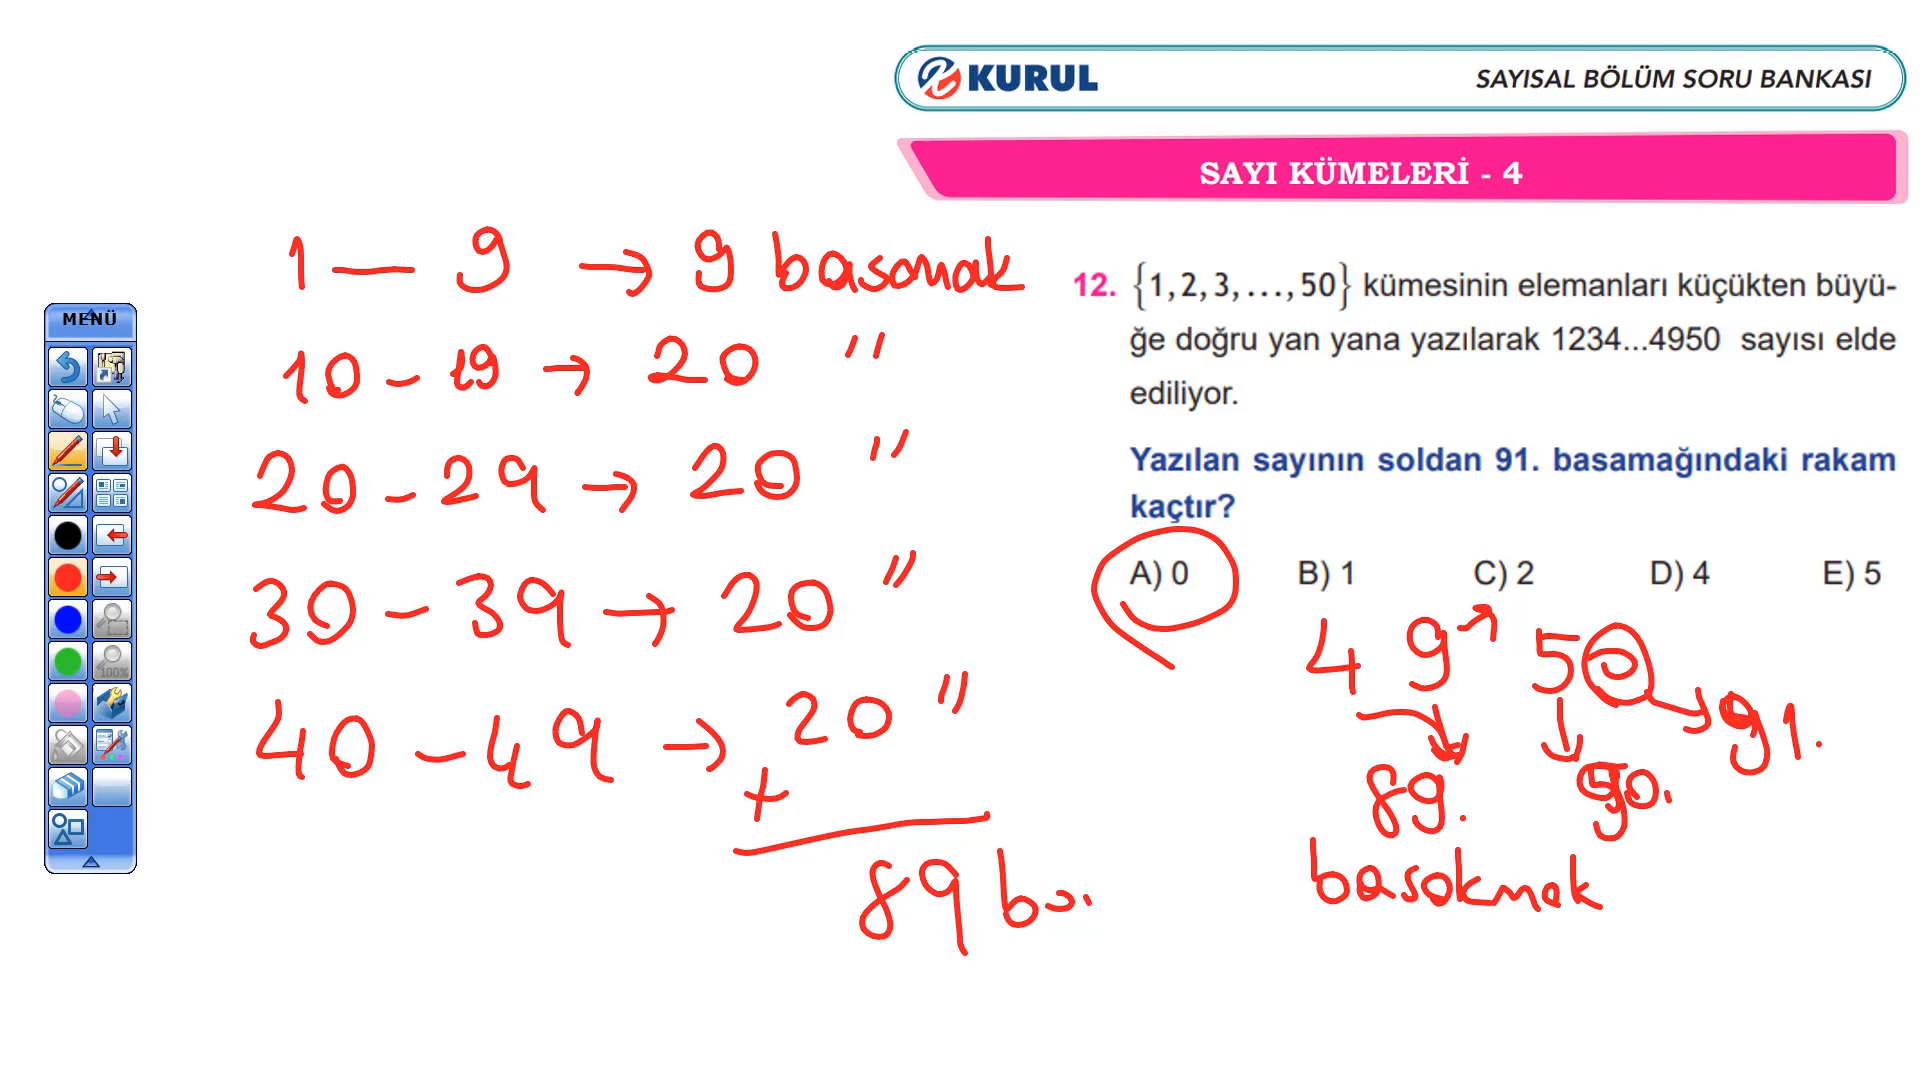 KURUL
SAYISAL BÖLÜM SORU BANKASI
SAYI KÜMELERİ - 4
12. {1, 2, 3, ..., 50} kümesinin elemanları küçükten büyü-
ğe doğru yan yana yazılarak 1234...4950 sayısı elde
ediliyor.
Yazılan sayının soldan 91. basamağındaki rakam
kaçtır?
A) 0 B) 1 C) 2 D) 4 E) 5
MENÜ
100%
1 — 9 → 9 basamak
10 - 19 → 20 "
20 - 29 → 20 "
30 - 39 → 20 "
40 - 49 → 20 "
+
89 bs.
4 9 → 5 0 → 91.
89. 90.
basakmak